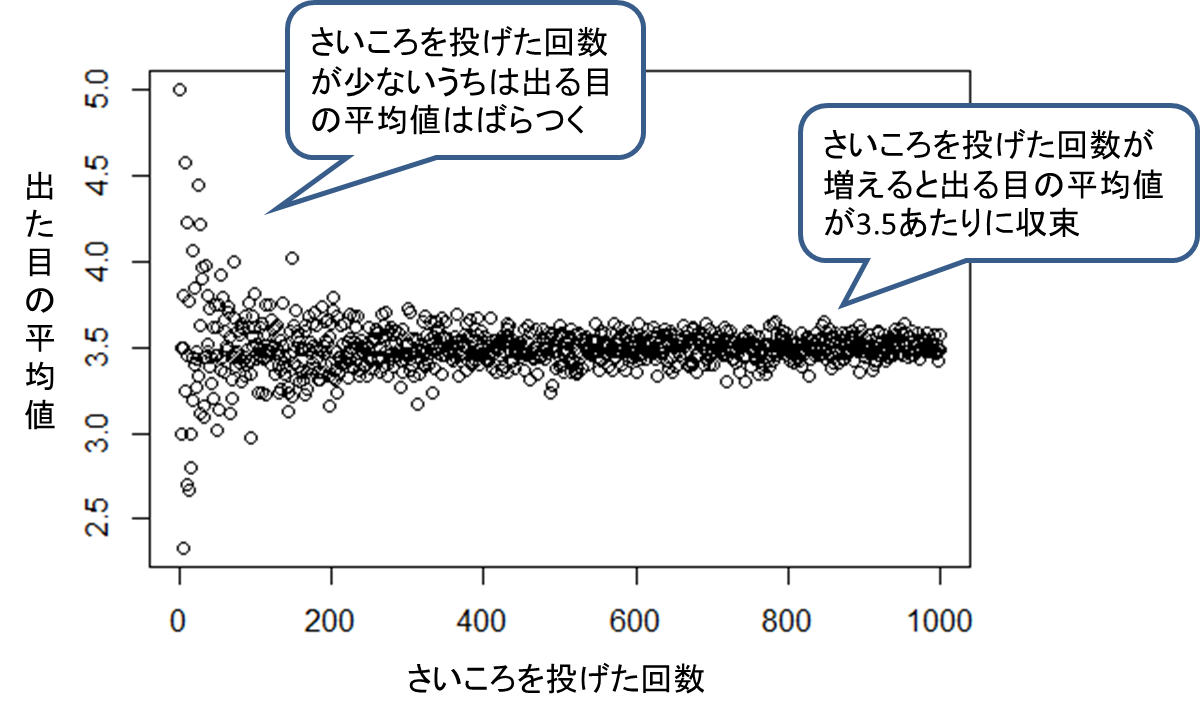 さいころを投げた回数
が少ないうちは出る目
の平均値はばらつく
さいころを投げた回数が
増えると出る目の平均値
が3.5あたりに収束
出た目の平均値
5.0
4.5
4.0
3.5
3.0
2.5
0
200
400
600
800
1000
さいころを投げた回数